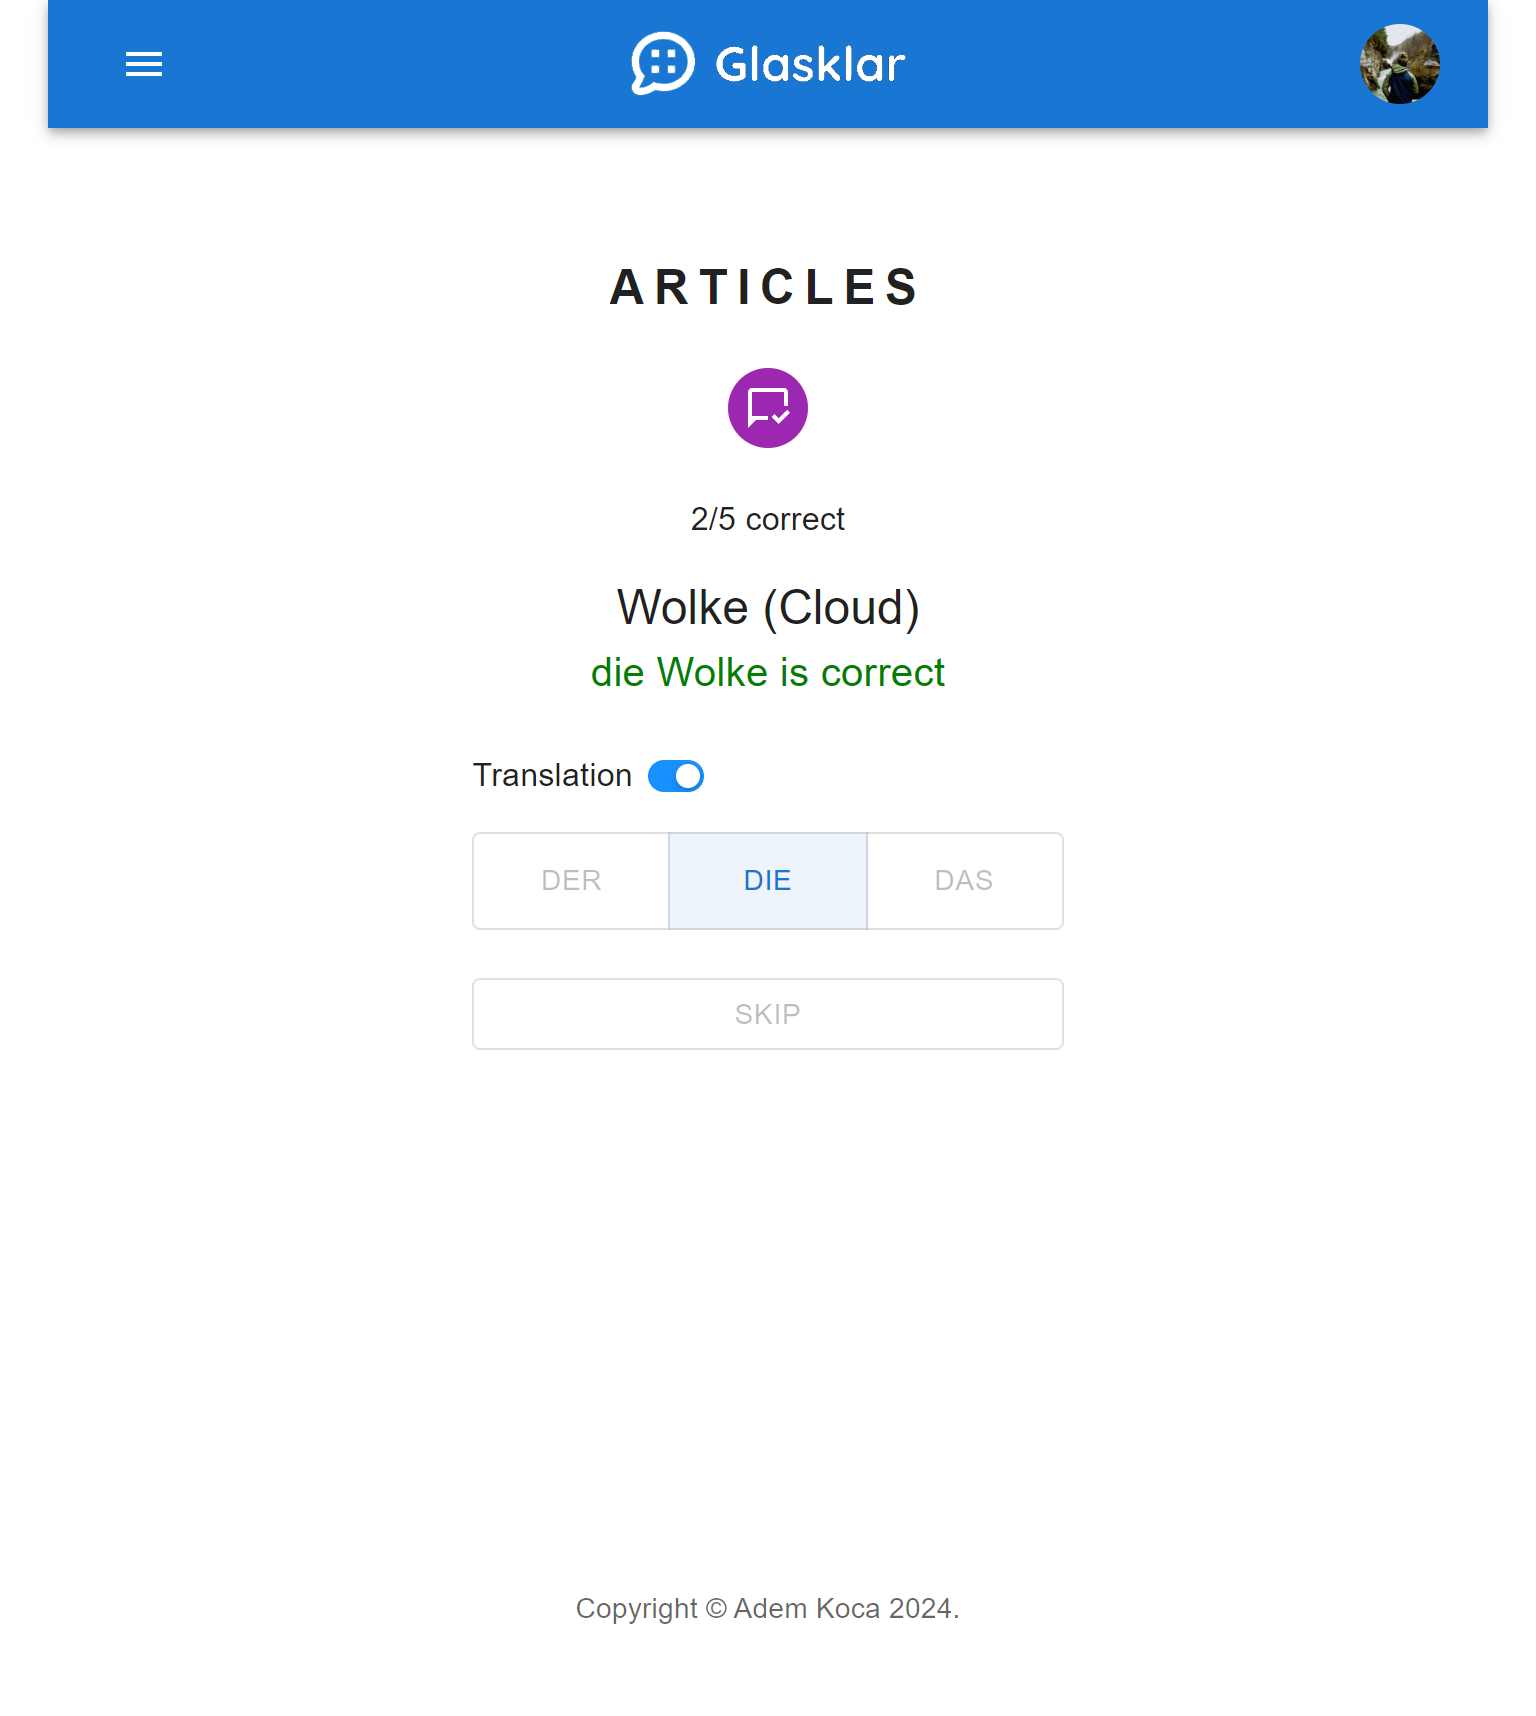 Glasklar
ARTICLES
2/5 correct
Wolke (Cloud)
die Wolke is correct
Translation
DER DIE DAS
SKIP
Copyright © Adem Koca 2024.